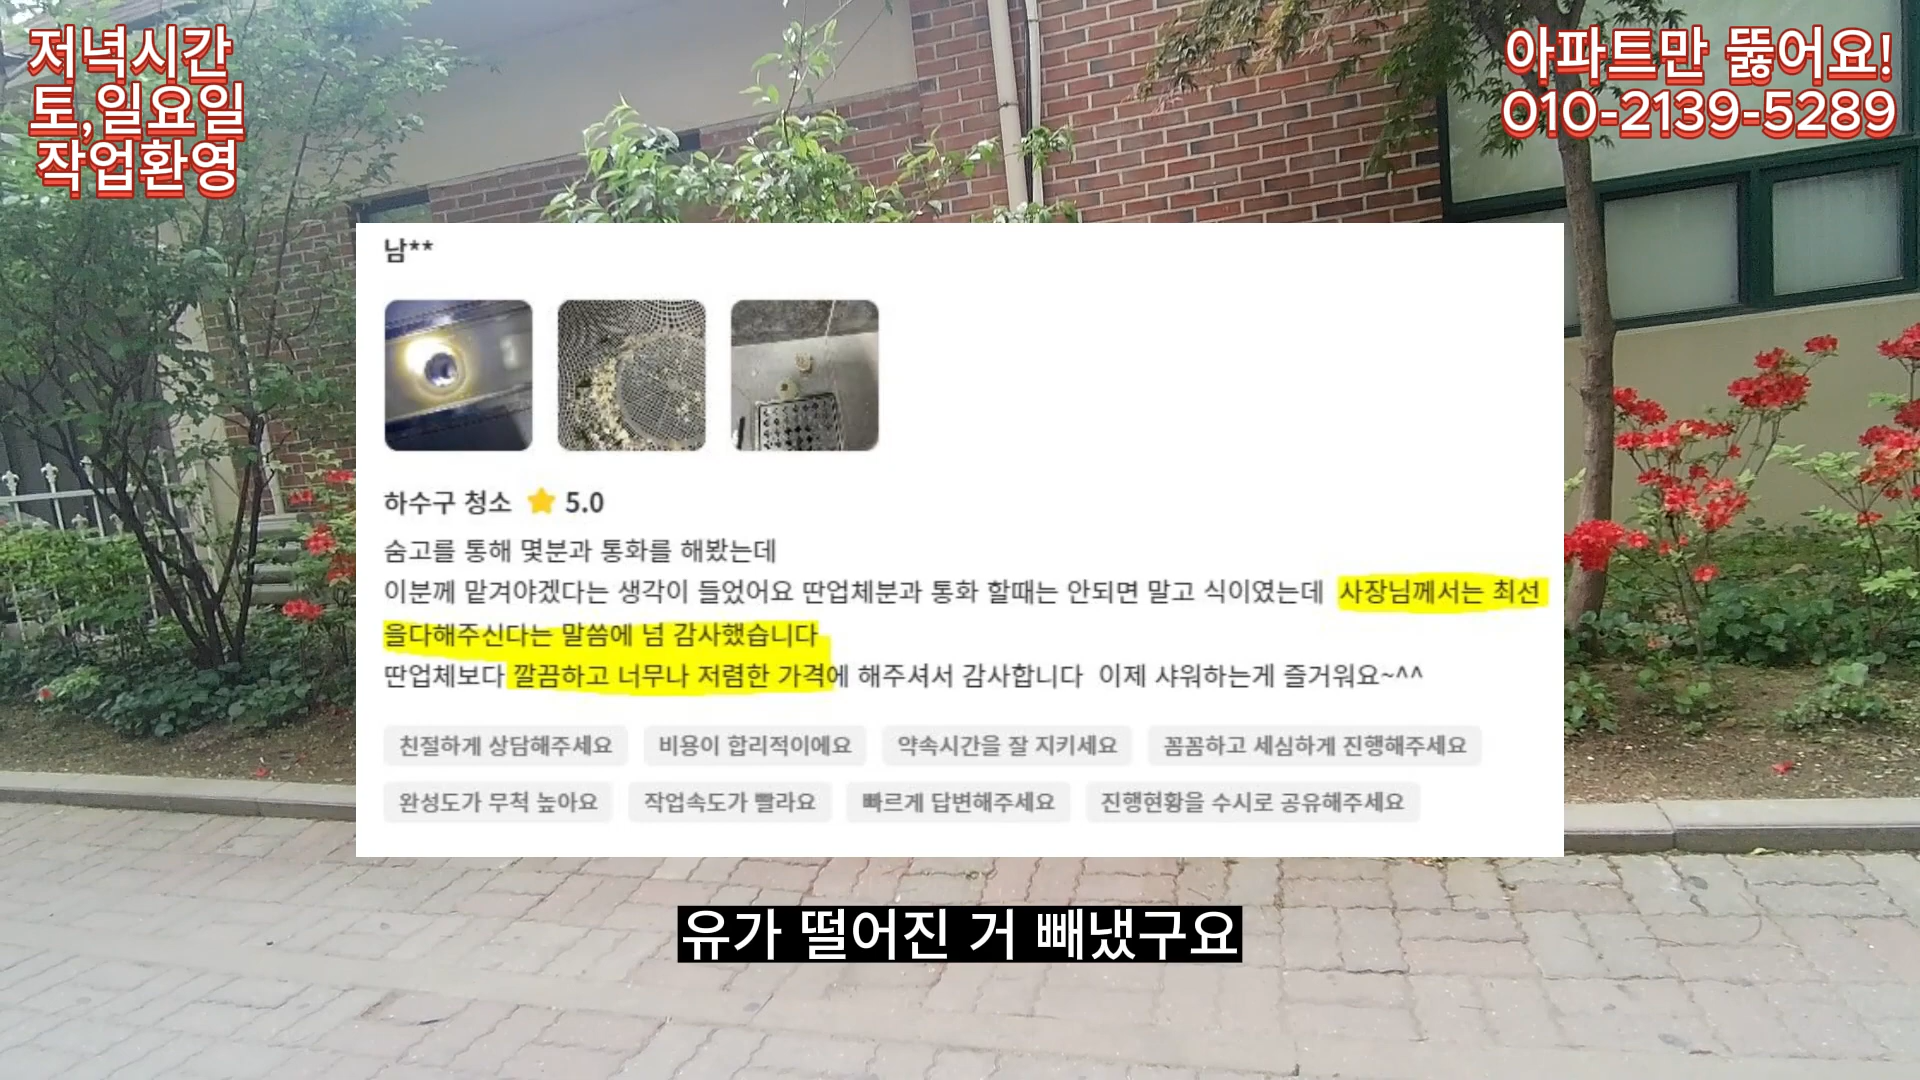 저녁시간
토,일요일
작업환영
아파트만 뚫어요!
010-2139-5289
남**
하수구 청소 5.0
숨고를 통해 몇분과 통화를 해봤는데
이분께 맡겨야겠다는 생각이 들었어요 딴업체분과 통화 할때는 안되면 말고 식이였는데 사장님께서는 최선
을다해주신다는 말씀에 넘 감사했습니다
딴업체보다 깔끔하고 너무나 저렴한 가격에 해주셔서 감사합니다 이제 샤워하는게 즐거워요~^^
친절하게 상담해주세요 비용이 합리적이에요 약속시간을 잘 지키세요 꼼꼼하고 세심하게 진행해주세요
완성도가 무척 높아요 작업속도가 빨라요 빠르게 답변해주세요 진행현황을 수시로 공유해주세요
유가 떨어진 거 빼냈구요